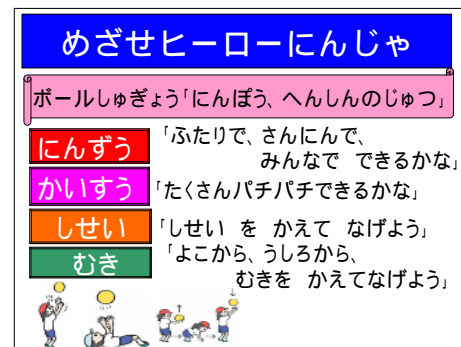 めざせヒーローにんじゃ
ボールしゅぎょう「にんぽう、へんしんのじゅつ」
にんずう
「ふたりで、さんにんで、
みんなで できるかな」
かいすう
「たくさんパチパチできるかな」
しせい
「しせい を かえて なげよう」
むき
「よこから、うしろから、
むきを かえてなげよう」